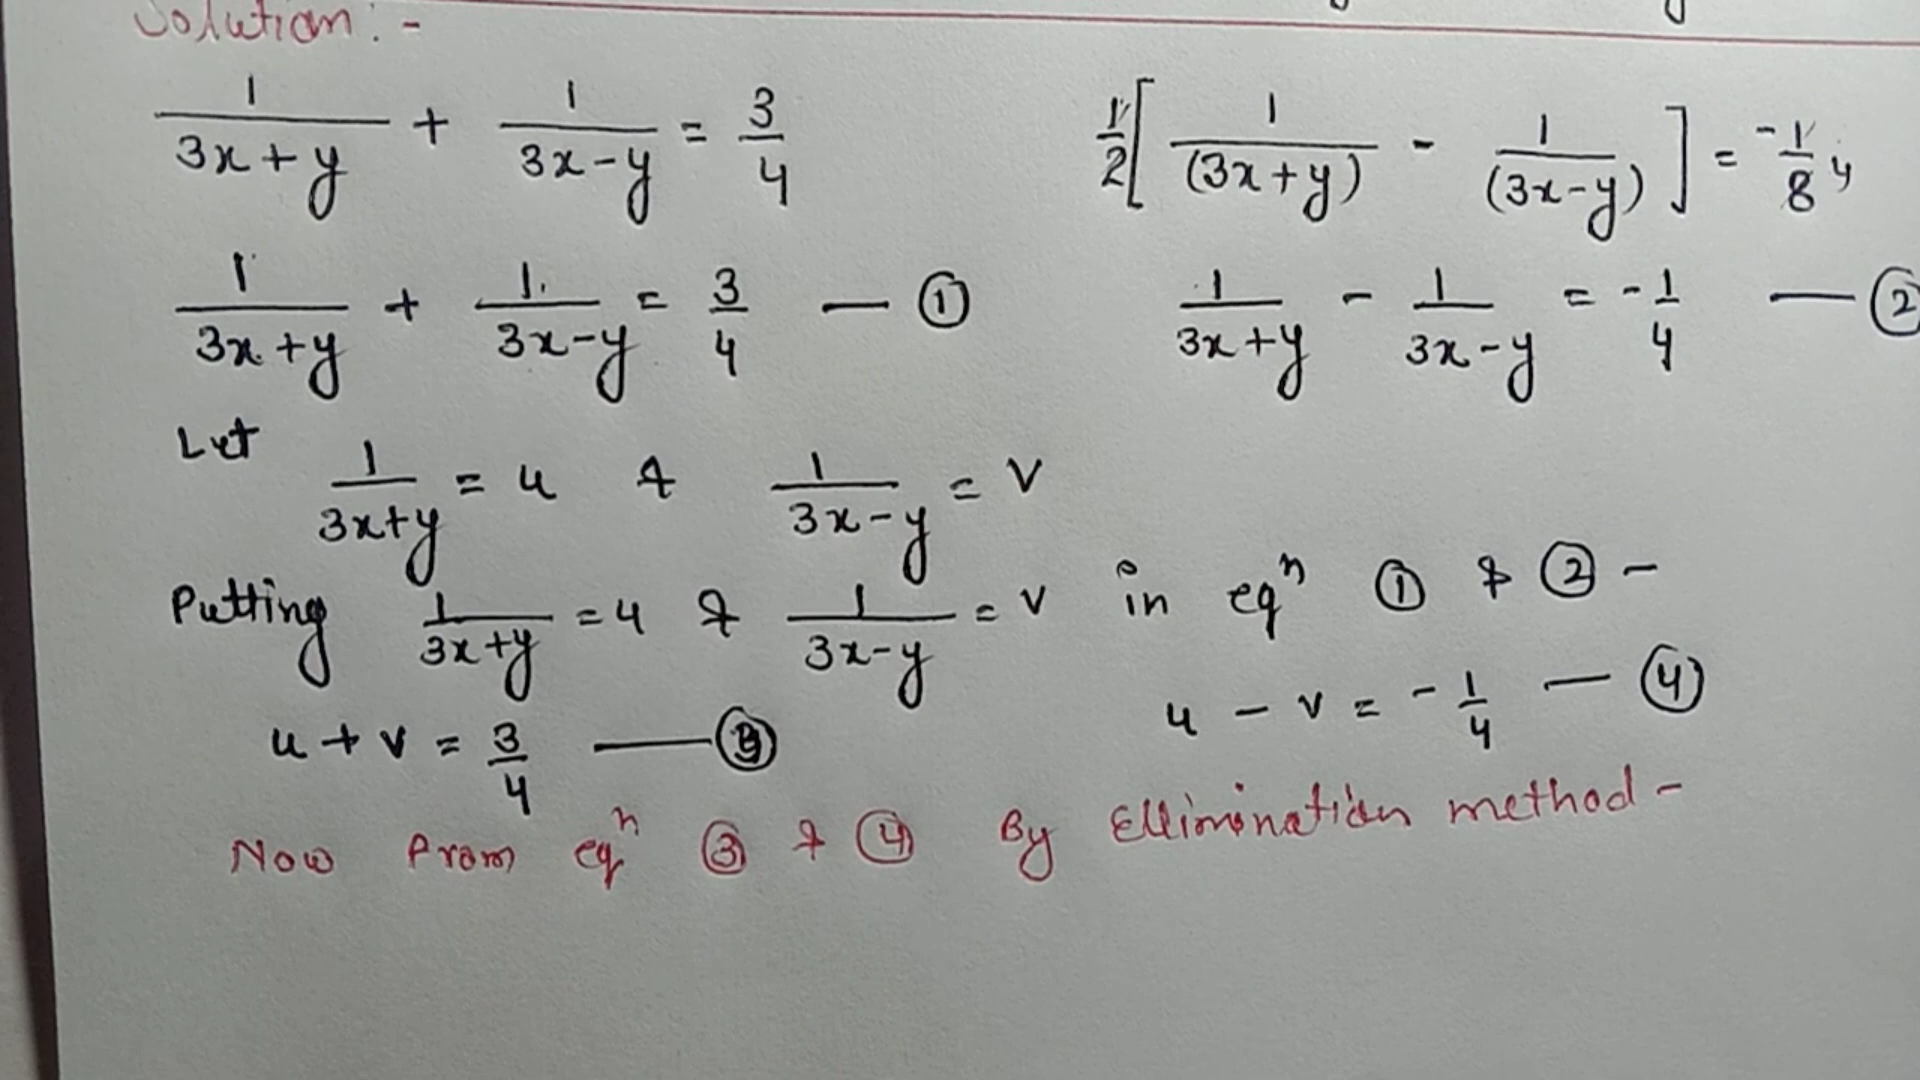 Solution:-
1/(3x+y) + 1/(3x-y) = 3/4
1/2[1/(3x+y) - 1/(3x-y)] = -1/8 4
1/(3x+y) + 1/(3x-y) = 3/4 — ①
1/(3x+y) - 1/(3x-y) = -1/4 — ②
Let 1/(3x+y) = u & 1/(3x-y) = v
Putting 1/(3x+y) = u & 1/(3x-y) = v in eqⁿ ① & ② -
u + v = 3/4 — ③
u - v = -1/4 — ④
Now From eqⁿ ③ & ④ By Ellimination method -